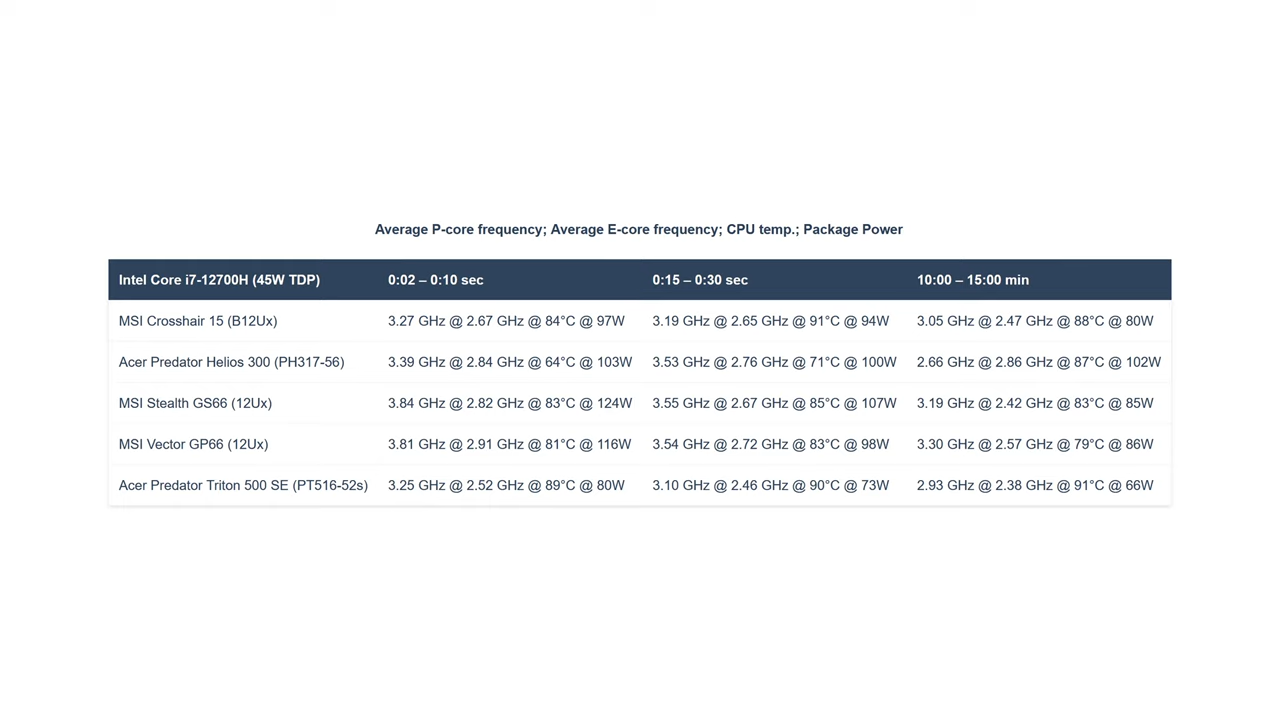 Average P-core frequency; Average E-core frequency; CPU temp.; Package Power
Intel Core i7-12700H (45W TDP) 0:02 – 0:10 sec 0:15 – 0:30 sec 10:00 – 15:00 min
MSI Crosshair 15 (B12Ux) 3.27 GHz @ 2.67 GHz @ 84°C @ 97W 3.19 GHz @ 2.65 GHz @ 91°C @ 94W 3.05 GHz @ 2.47 GHz @ 88°C @ 80W
Acer Predator Helios 300 (PH317-56) 3.39 GHz @ 2.84 GHz @ 64°C @ 103W 3.53 GHz @ 2.76 GHz @ 71°C @ 100W 2.66 GHz @ 2.86 GHz @ 87°C @ 102W
MSI Stealth GS66 (12Ux) 3.84 GHz @ 2.82 GHz @ 83°C @ 124W 3.55 GHz @ 2.67 GHz @ 85°C @ 107W 3.19 GHz @ 2.42 GHz @ 83°C @ 85W
MSI Vector GP66 (12Ux) 3.81 GHz @ 2.91 GHz @ 81°C @ 116W 3.54 GHz @ 2.72 GHz @ 83°C @ 98W 3.30 GHz @ 2.57 GHz @ 79°C @ 86W
Acer Predator Triton 500 SE (PT516-52s) 3.25 GHz @ 2.52 GHz @ 89°C @ 80W 3.10 GHz @ 2.46 GHz @ 90°C @ 73W 2.93 GHz @ 2.38 GHz @ 91°C @ 66W